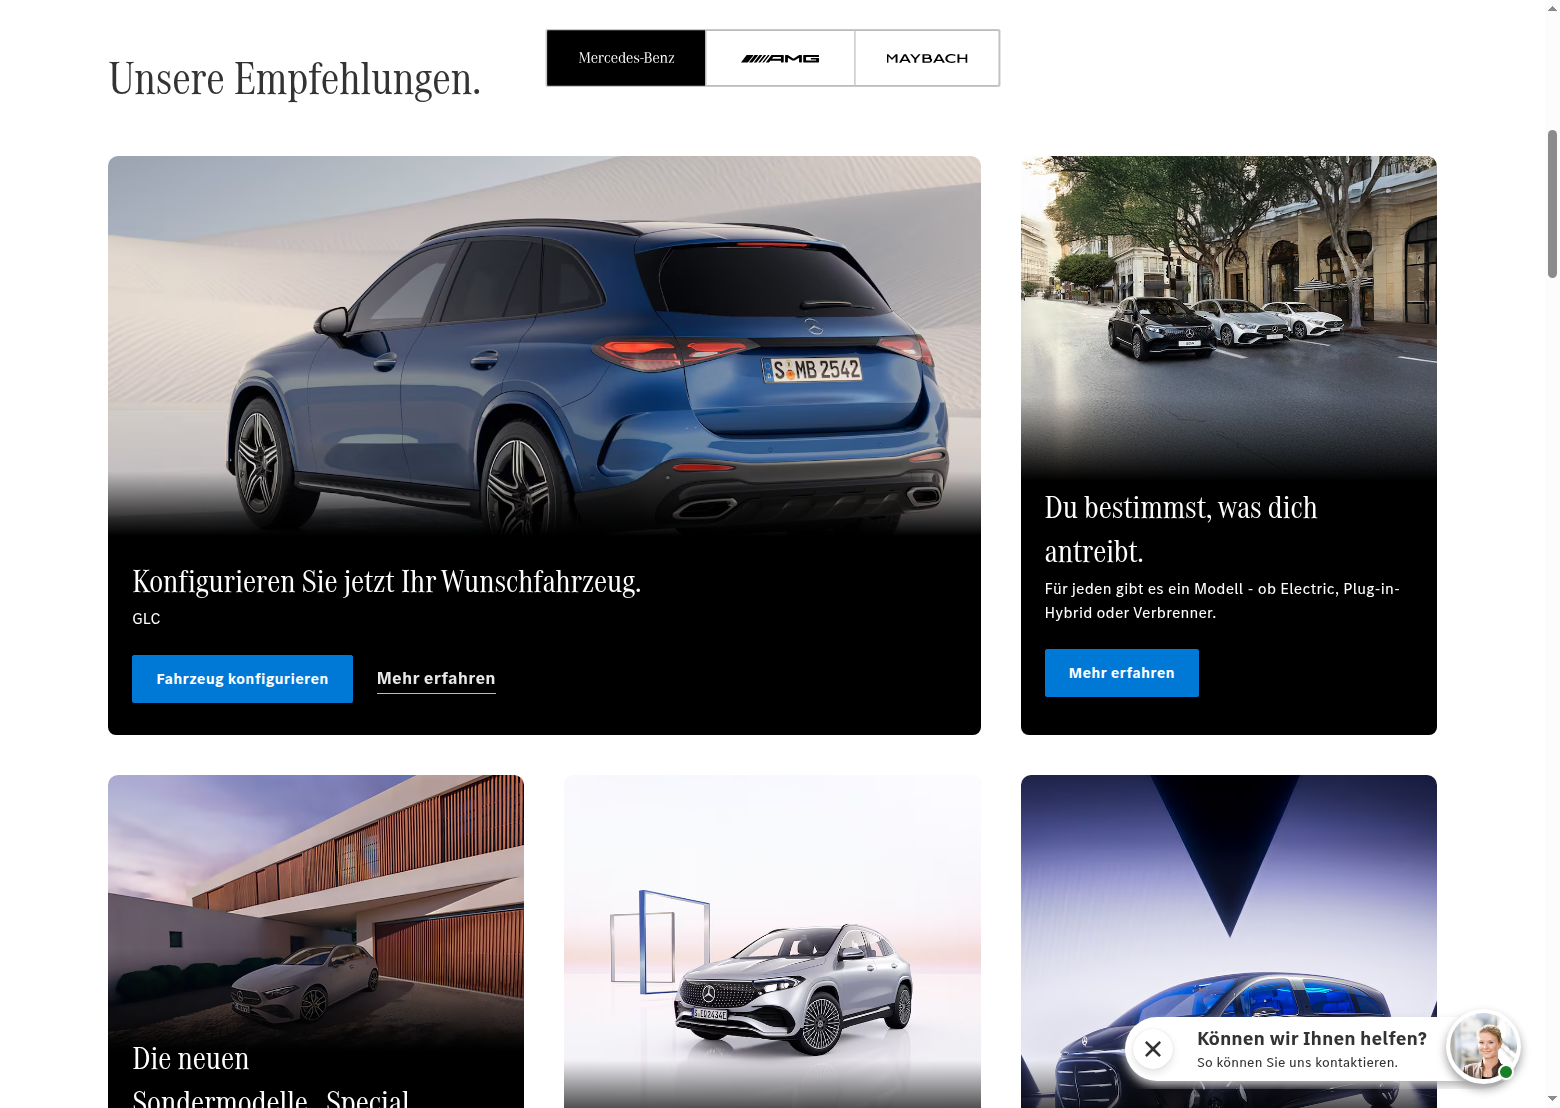 Unsere Empfehlungen.
Mercedes-Benz
AMG
MAYBACH
S MB 2542
Konfigurieren Sie jetzt Ihr Wunschfahrzeug.
GLC
Fahrzeug konfigurieren
Mehr erfahren
Du bestimmst, was dich
antreibt.
Für jeden gibt es ein Modell - ob Electric, Plug-in-
Hybrid oder Verbrenner.
Mehr erfahren
Die neuen
Sondermodelle „Special
Können wir Ihnen helfen?
So können Sie uns kontaktieren.